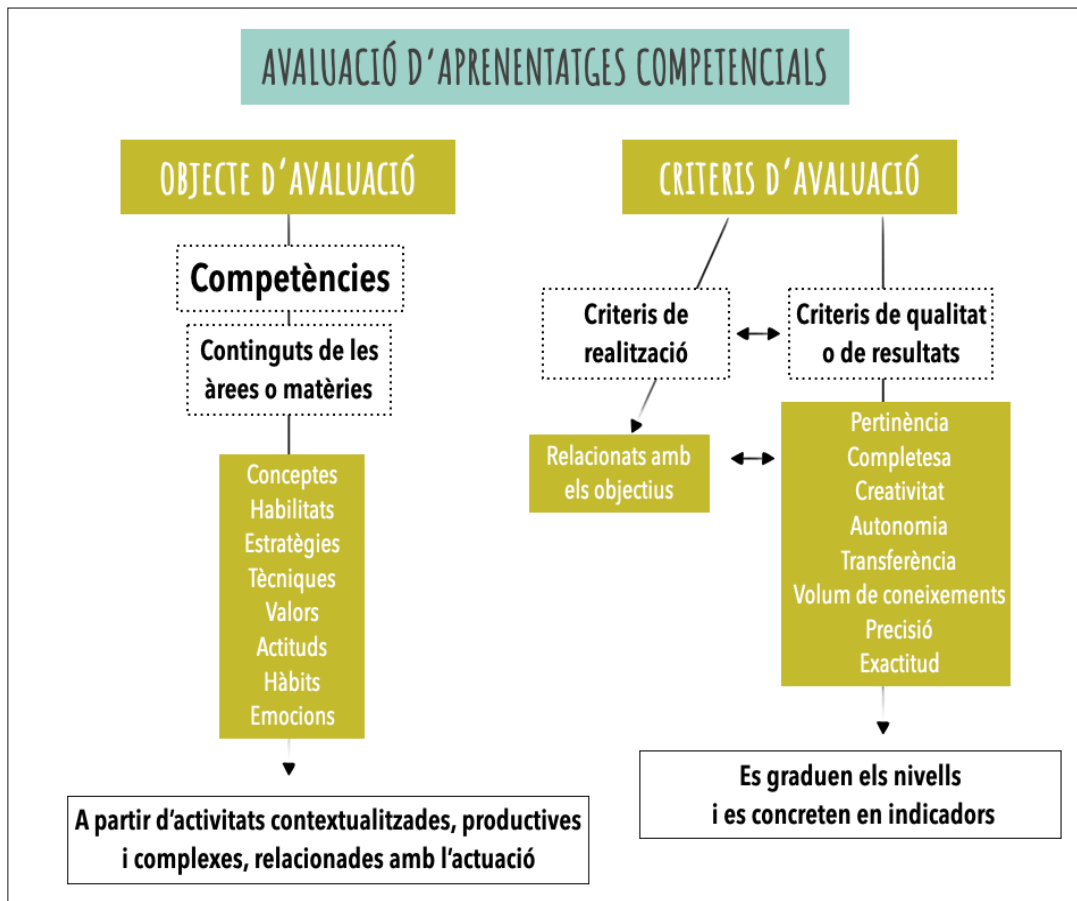 AVALUACIÓ D'APRENENTATGES COMPETENCIALS
OBJECTE D'AVALUACIÓ
Competències
Continguts de les
àrees o matèries
Conceptes
Habilitats
Estratègies
Tècniques
Valors
Actituds
Hàbits
Emocions
A partir d'activitats contextualitzades, productives
i complexes, relacionades amb l'actuació
CRITERIS D'AVALUACIÓ
Criteris de
realització
Relacionats amb
els objectius
Criteris de qualitat
o de resultats
Pertinència
Completesa
Creativitat
Autonomia
Transferència
Volum de coneixements
Precisió
Exactitud
Es graduen els nivells
i es concreten en indicadors